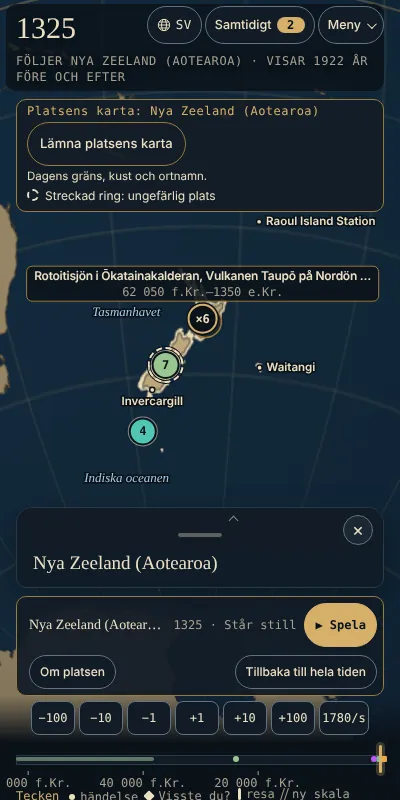 1325
SV
Samtidigt 2
Meny
FÖLJER NYA ZEELAND (AOTEAROA) · VISAR 1922 ÅR
FÖRE OCH EFTER
Platsens karta: Nya Zeeland (Aotearoa)
Lämna platsens karta
Dagens gräns, kust och ortnamn.
Streckad ring: ungefärlig plats
Raoul Island Station
Rotoitisjön i Ōkatainakalderan, Vulkanen Taupō på Nordön …
62 050 f.Kr.–1350 e.Kr.
Tasmanhavet
×6
7
Waitangi
Invercargill
4
Indiska oceanen
×
Nya Zeeland (Aotearoa)
Nya Zeeland (Aotear… 1325 · Står still ▶ Spela
Om platsen
Tillbaka till hela tiden
−100 −10 −1 +1 +10 +100 1780/s
000 f.Kr. 40 000 f.Kr. 20 000 f.Kr.
Tecken händelse Visste du? resa // ny skala